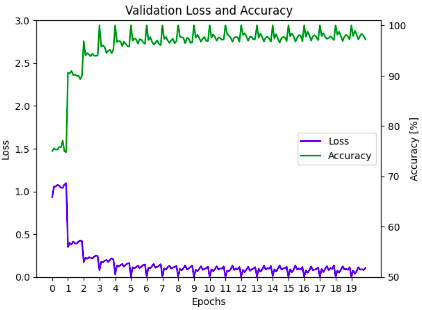 Validation Loss and Accuracy
3.0
2.5
2.0
1.5
1.0
0.5
0.0
Loss
100
90
80
70
60
50
Accuracy [%]
Loss
Accuracy
0 1 2 3 4 5 6 7 8 9 10 11 12 13 14 15 16 17 18 19
Epochs